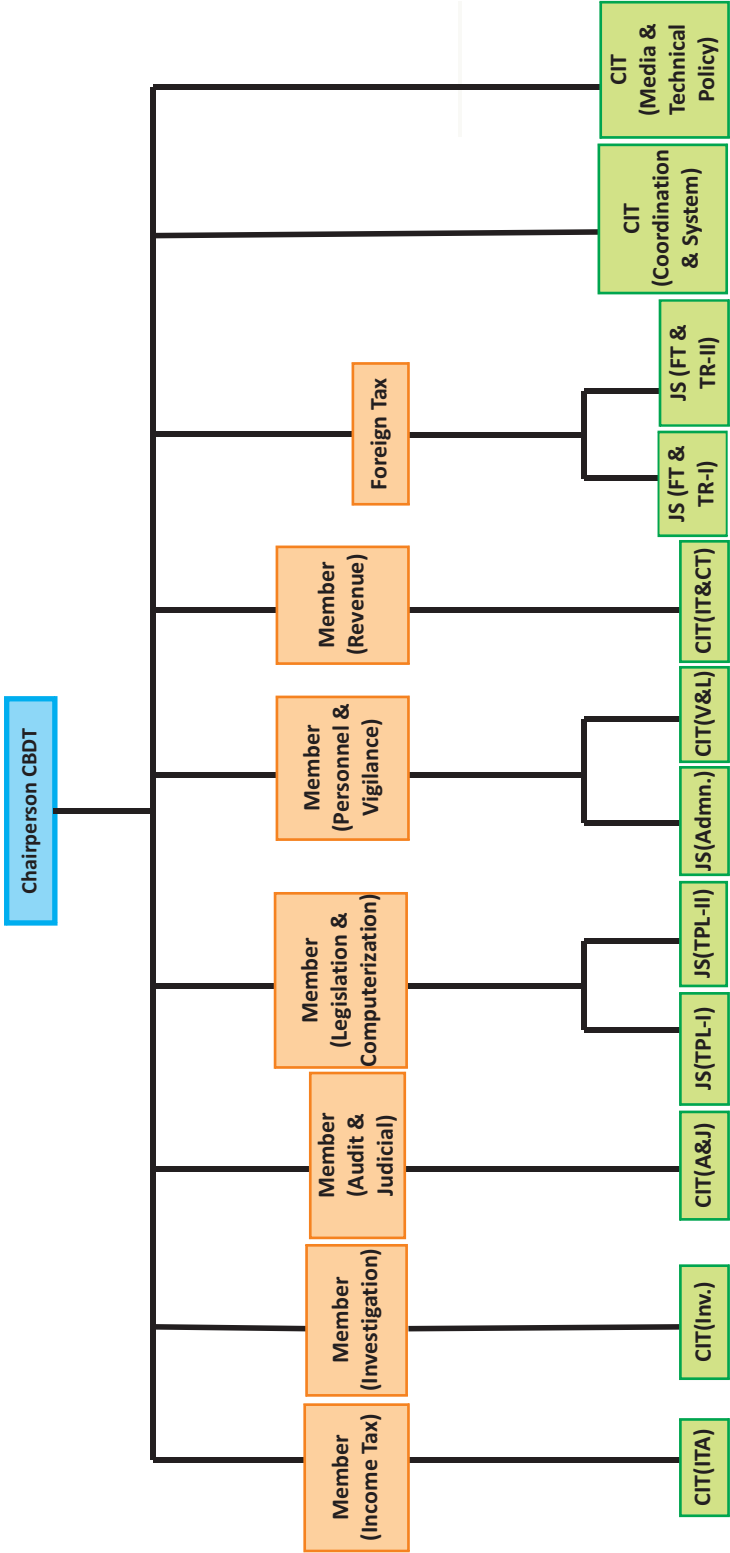 Chairperson CBDT
Member
(Income Tax)
Member
(Investigation)
Member
(Audit &
Judicial)
Member
(Legislation &
Computerization)
Member
(Personnel &
Vigilance)
Member
(Revenue)
Foreign Tax
CIT(ITA)
CIT(Inv.)
CIT(A&J)
JS(TPL-I)
JS(TPL-II)
JS(Admn.)
CIT(V&L)
CIT(IT&CT)
JS (FT &
TR-I)
JS (FT &
TR-II)
CIT
(Coordination
& System)
CIT
(Media &
Technical
Policy)